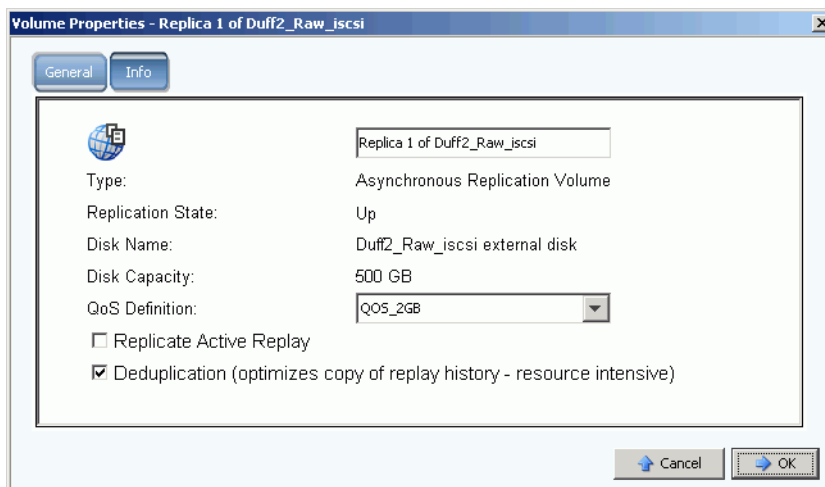 Volume Properties - Replica 1 of Duff2_Raw_iscsi
General Info
Replica 1 of Duff2_Raw_iscsi
Type: Asynchronous Replication Volume
Replication State: Up
Disk Name: Duff2_Raw_iscsi external disk
Disk Capacity: 500 GB
QoS Definition: QOS_2GB
Replicate Active Replay
Deduplication (optimizes copy of replay history - resource intensive)
Cancel OK